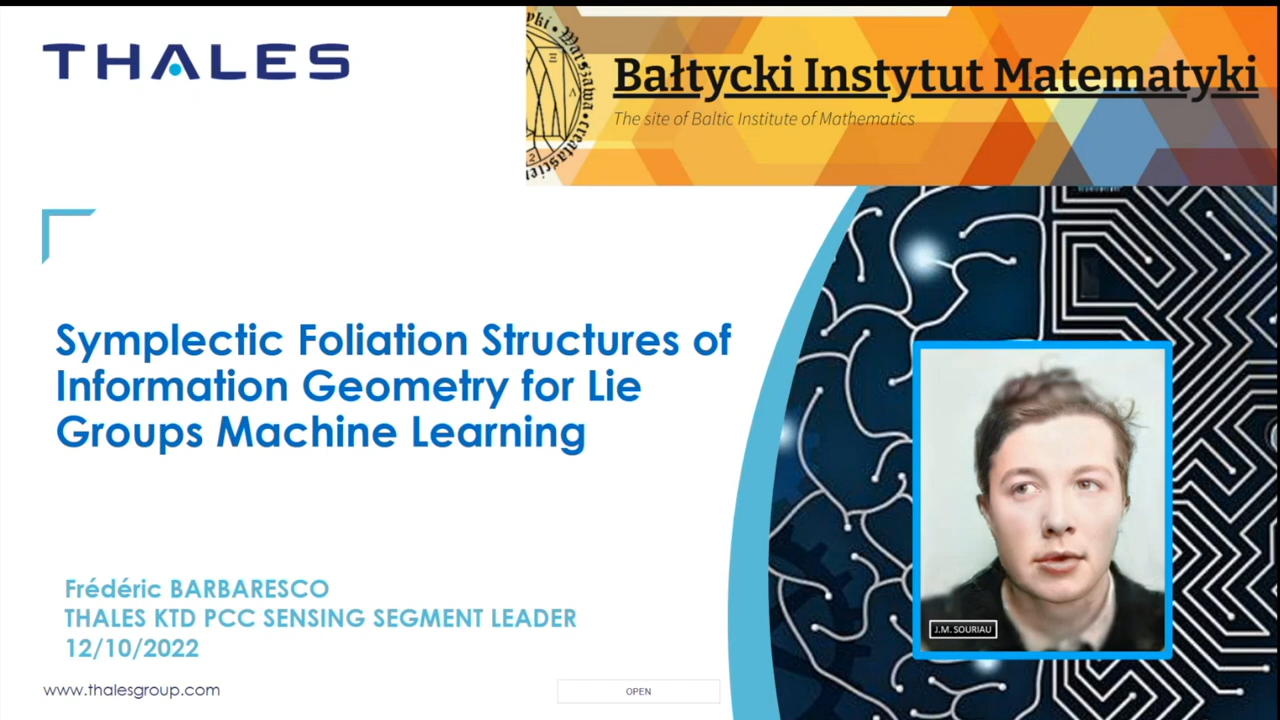 THALES
Bałtycki Instytut Matematyki
The site of Baltic Institute of Mathematics
Symplectic Foliation Structures of
Information Geometry for Lie
Groups Machine Learning
J.M. SOURIAU
Frédéric BARBARESCO
THALES KTD PCC SENSING SEGMENT LEADER
12/10/2022
www.thalesgroup.com
OPEN